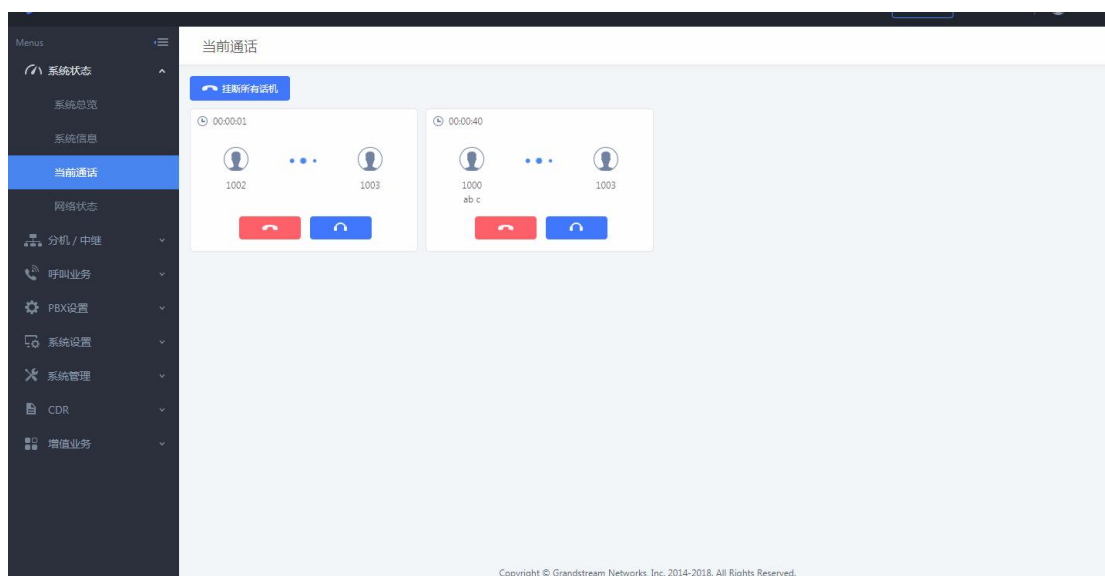 Menus
当前通话
系统状态
挂断所有话机
系统总览
00:00:01
00:00:40
系统信息
当前通话
1002
1003
1000
1003
ab c
网络状态
分机 / 中继
呼叫业务
PBX设置
系统设置
系统管理
CDR
增值业务
Copyright © Grandstream Networks, Inc. 2014-2018. All Rights Reserved.